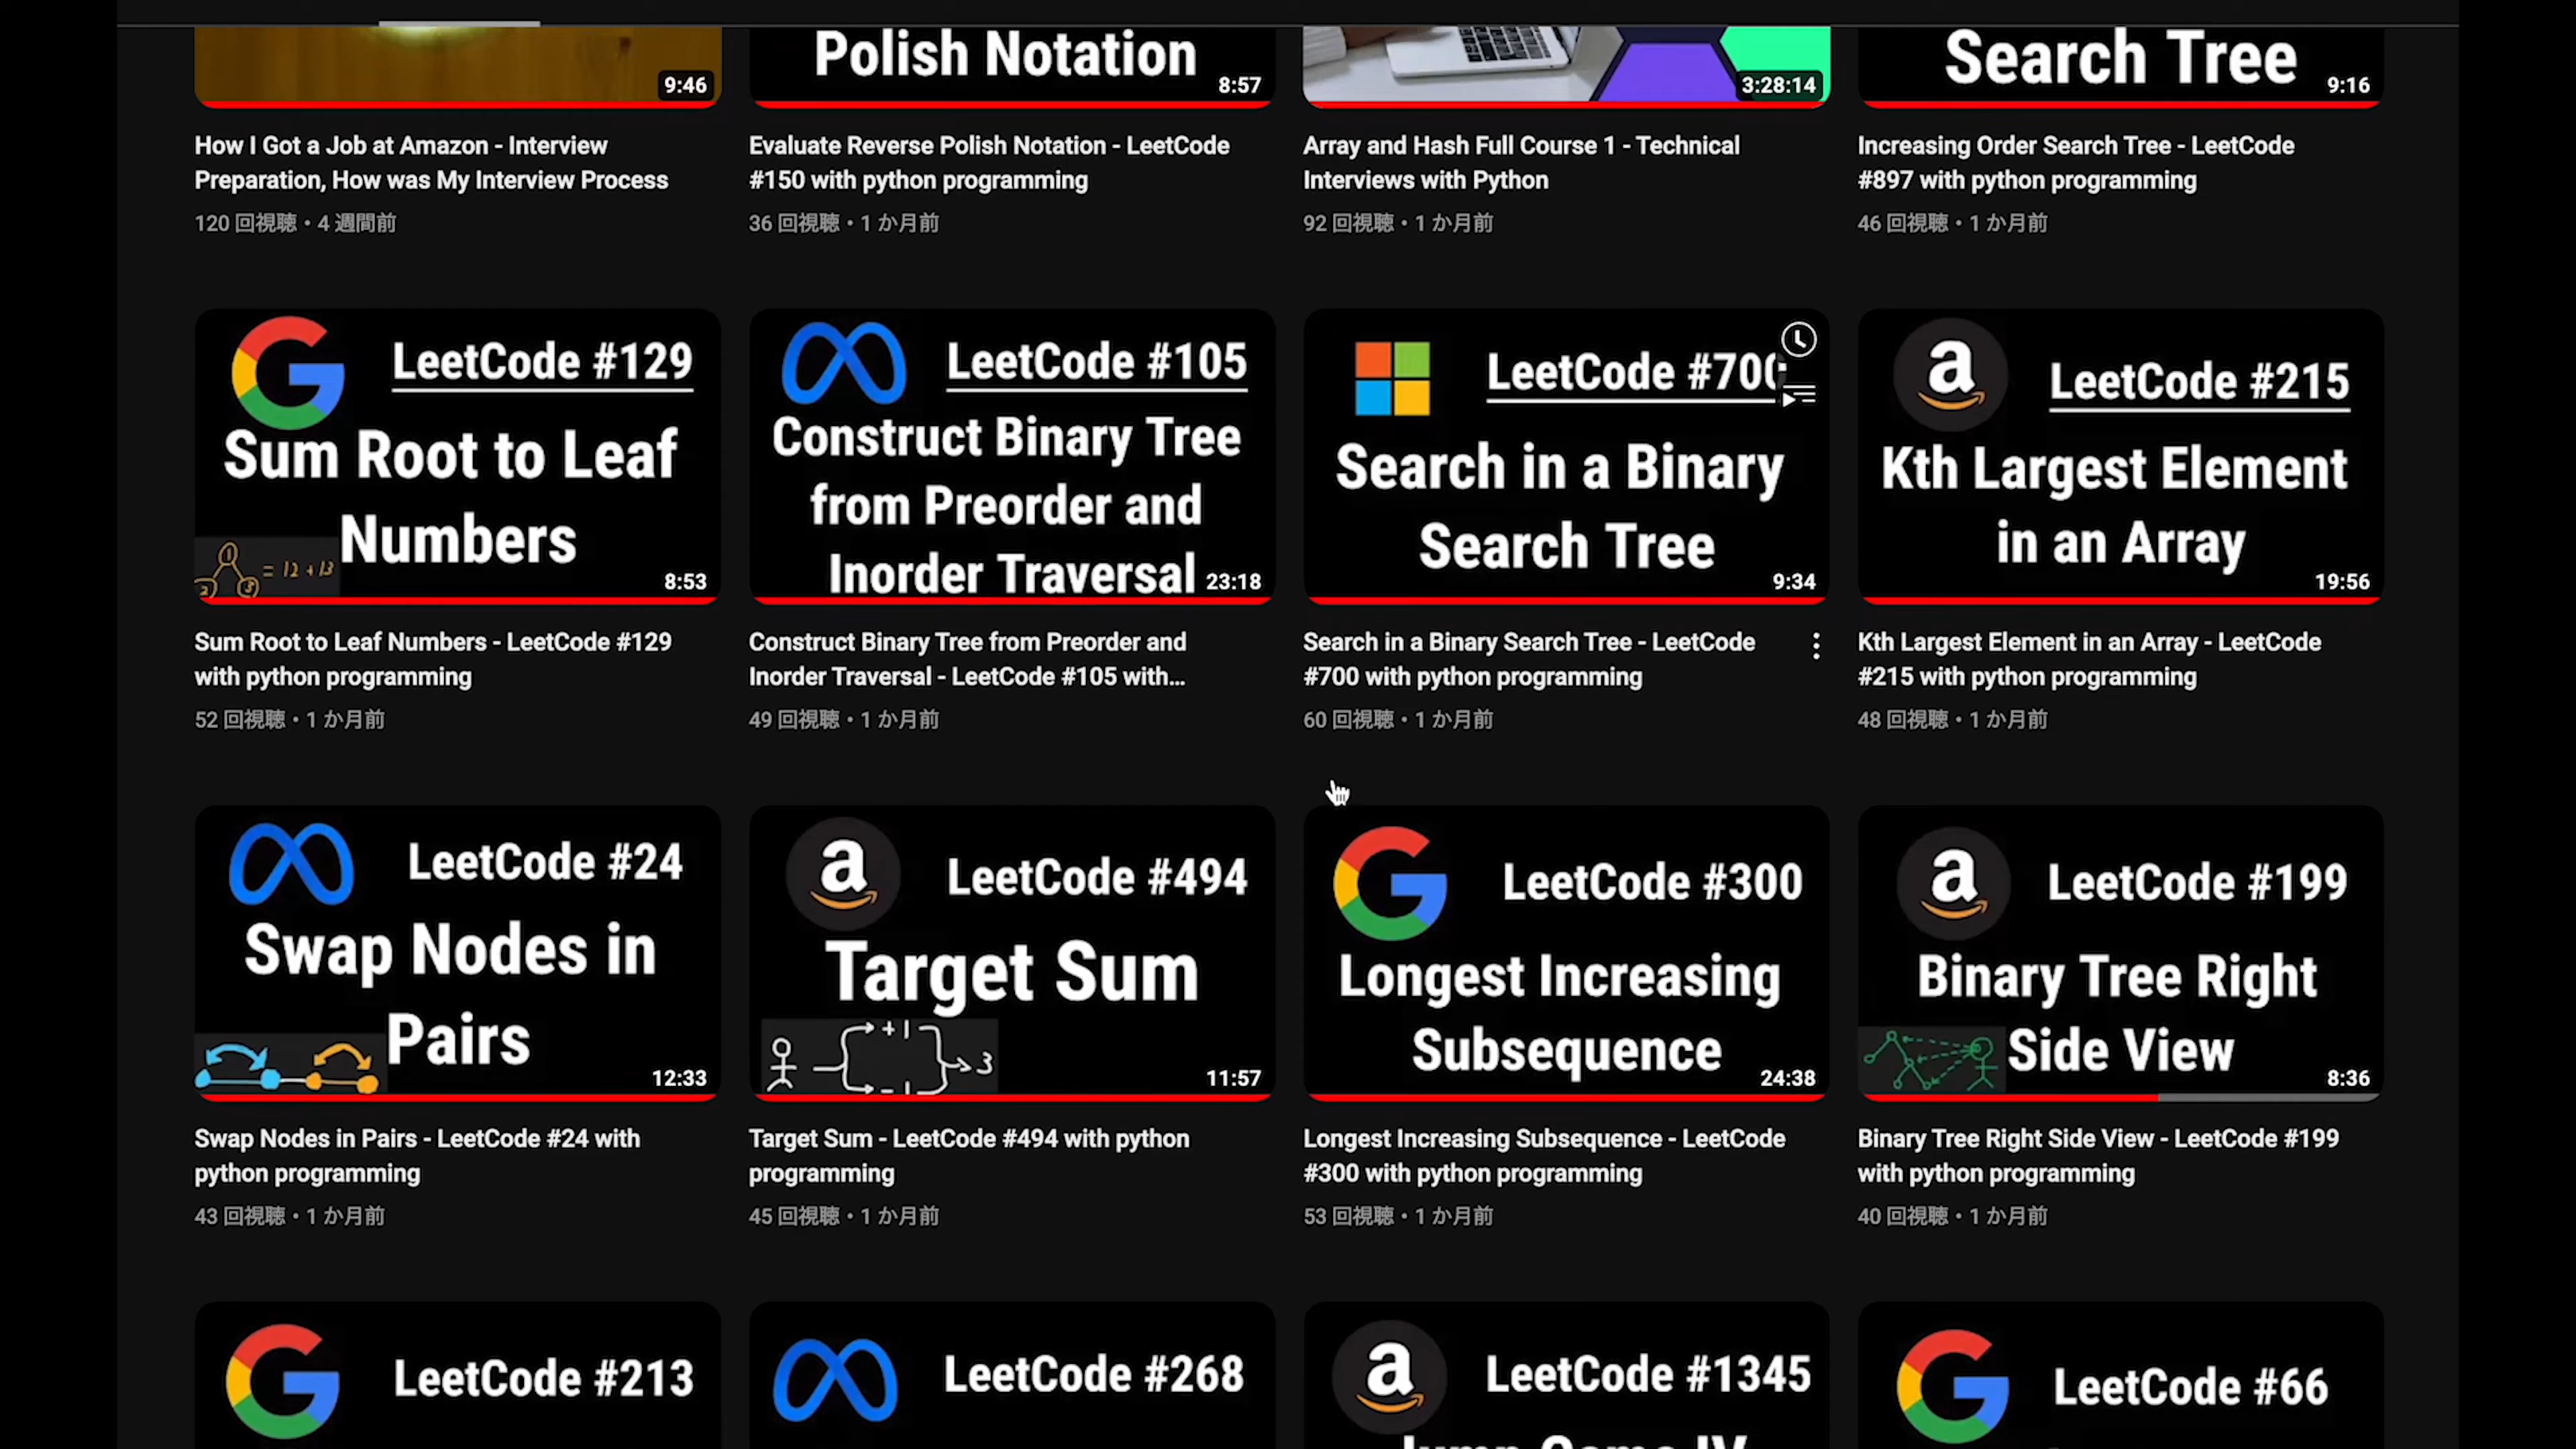 Polish Notation
Search Tree
9:46
8:57
3:28:14
9:16
How I Got a Job at Amazon - Interview
Preparation, How was My Interview Process
120 回視聴・4 週間前
Evaluate Reverse Polish Notation - LeetCode
#150 with python programming
36 回視聴・1 か月前
Array and Hash Full Course 1 - Technical
Interviews with Python
92 回視聴・1 か月前
Increasing Order Search Tree - LeetCode
#897 with python programming
46 回視聴・1 か月前
LeetCode #129
Sum Root to Leaf
Numbers
= 12 + 13
8:53
Sum Root to Leaf Numbers - LeetCode #129
with python programming
52 回視聴・1 か月前
LeetCode #105
Construct Binary Tree
from Preorder and
Inorder Traversal
23:18
Construct Binary Tree from Preorder and
Inorder Traversal - LeetCode #105 with...
49 回視聴・1 か月前
LeetCode #700
Search in a Binary
Search Tree
9:34
Search in a Binary Search Tree - LeetCode
#700 with python programming
60 回視聴・1 か月前
a
LeetCode #215
Kth Largest Element
in an Array
19:56
Kth Largest Element in an Array - LeetCode
#215 with python programming
48 回視聴・1 か月前
LeetCode #24
Swap Nodes in
Pairs
12:33
Swap Nodes in Pairs - LeetCode #24 with
python programming
43 回視聴・1 か月前
a
LeetCode #494
Target Sum
+1
-1
3
11:57
Target Sum - LeetCode #494 with python
programming
45 回視聴・1 か月前
LeetCode #300
Longest Increasing
Subsequence
24:38
Longest Increasing Subsequence - LeetCode
#300 with python programming
53 回視聴・1 か月前
a
LeetCode #199
Binary Tree Right
Side View
8:36
Binary Tree Right Side View - LeetCode #199
with python programming
40 回視聴・1 か月前
LeetCode #213
LeetCode #268
a
LeetCode #1345
Jump Game IV
LeetCode #66